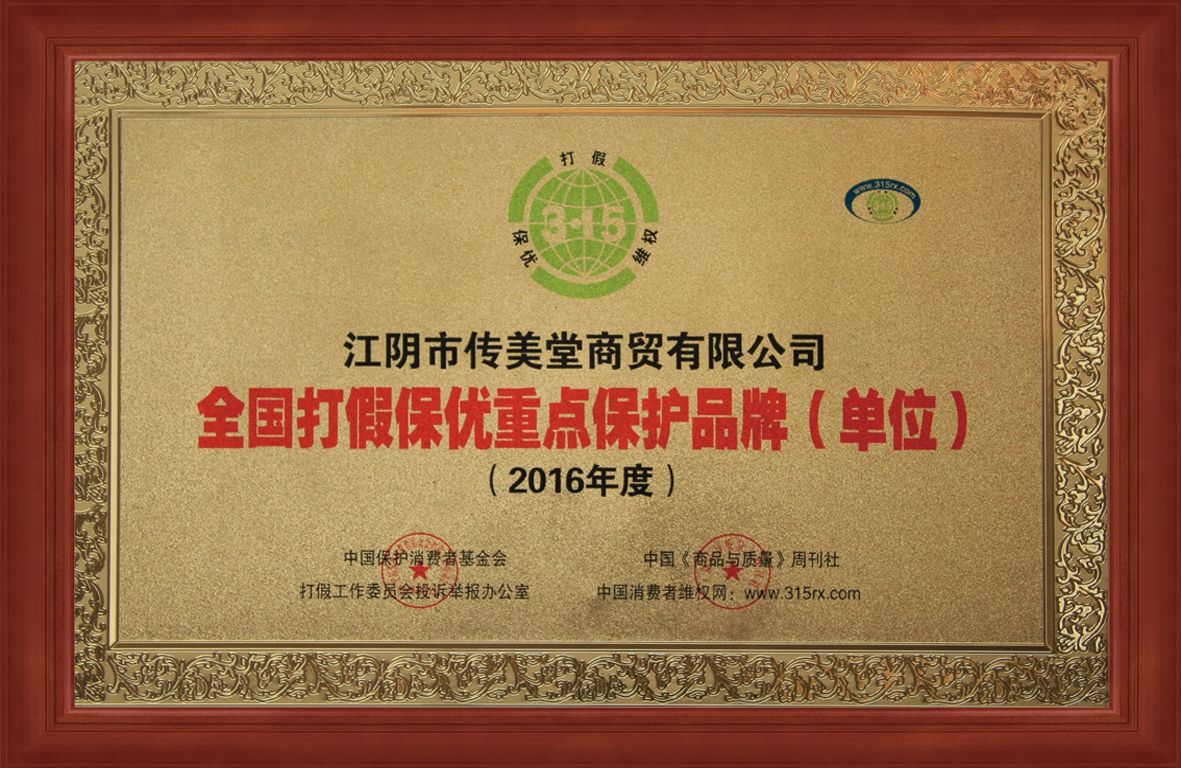 打假
3·15
保优
维权
www.315rx.com
江阴市传美堂商贸有限公司
全国打假保优重点保护品牌（单位）
（2016年度）
中国保护消费者基金会
打假工作委员会投诉举报办公室
中国《商品与质量》周刊社
中国消费者维权网：www.315rx.com